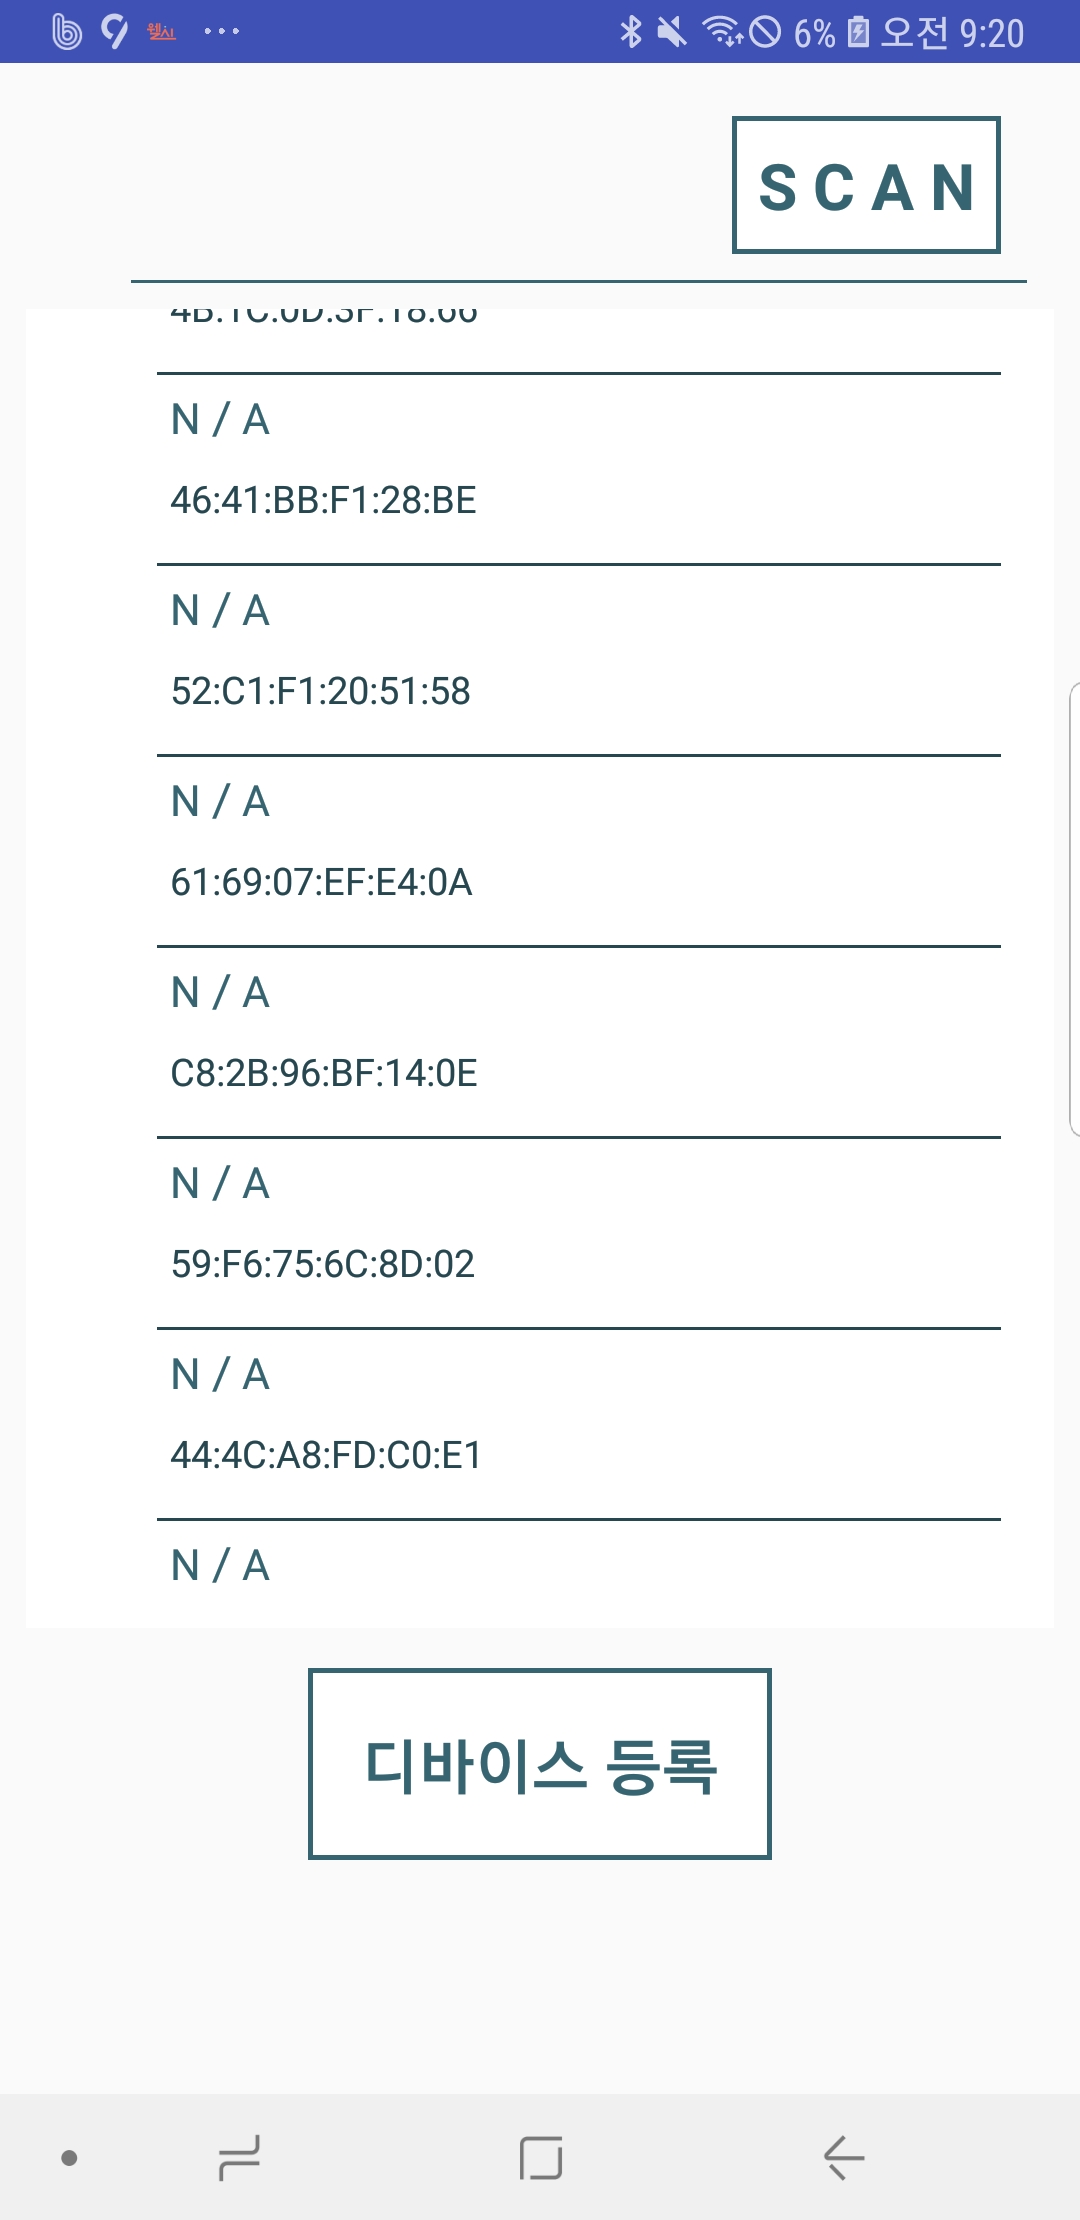 웹시
6%
오전 9:20
SCAN
N / A
46:41:BB:F1:28:BE
N / A
52:C1:F1:20:51:58
N / A
61:69:07:EF:E4:0A
N / A
C8:2B:96:BF:14:0E
N / A
59:F6:75:6C:8D:02
N / A
44:4C:A8:FD:C0:E1
N / A
디바이스 등록